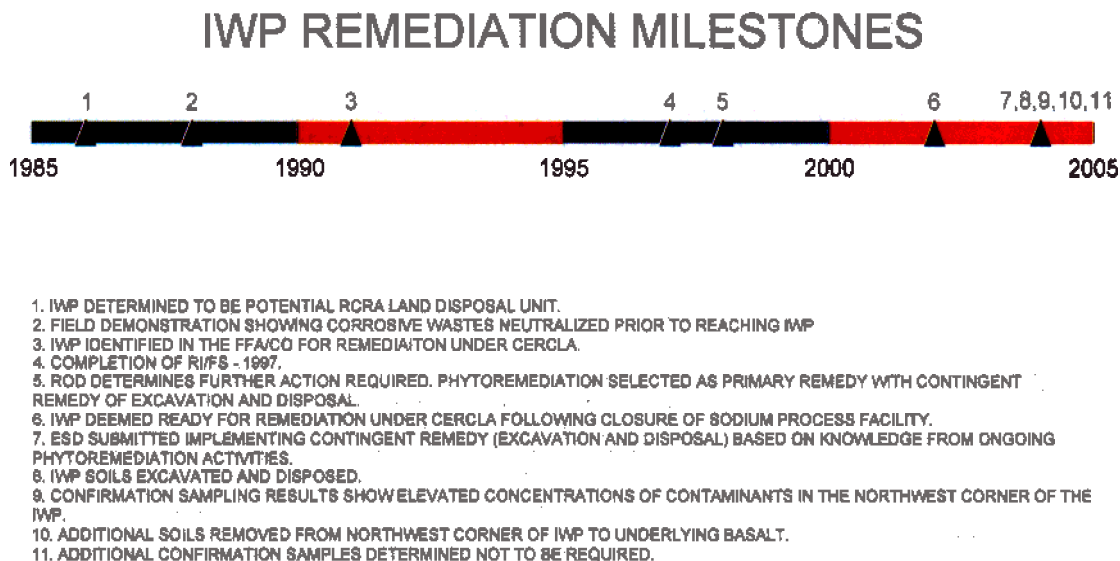 IWP REMEDIATION MILESTONES
1 2 3 4 5 6 7,8,9,10,11
1985 1990 1995 2000 2005
1. IWP DETERMINED TO BE POTENTIAL RCRA LAND DISPOSAL UNIT.
2. FIELD DEMONSTRATION SHOWING CORROSIVE WASTES NEUTRALIZED PRIOR TO REACHING IWP
3. IWP IDENTIFIED IN THE FFA/CO FOR REMEDIAITON UNDER CERCLA.
4. COMPLETION OF RI/FS - 1997.
5. ROD DETERMINES FURTHER ACTION REQUIRED. PHYTOREMEDIATION SELECTED AS PRIMARY REMEDY WITH CONTINGENT
REMEDY OF EXCAVATION AND DISPOSAL.
6. IWP DEEMED READY FOR REMEDIATION UNDER CERCLA FOLLOWING CLOSURE OF SODIUM PROCESS FACILITY.
7. ESD SUBMITTED IMPLEMENTING CONTINGENT REMEDY (EXCAVATION AND DISPOSAL) BASED ON KNOWLEDGE FROM ONGOING
PHYTOREMEDIATION ACTIVITIES.
8. IWP SOILS EXCAVATED AND DISPOSED.
9. CONFIRMATION SAMPLING RESULTS SHOW ELEVATED CONCENTRATIONS OF CONTAMINANTS IN THE NORTHWEST CORNER OF THE
IWP.
10. ADDITIONAL SOILS REMOVED FROM NORTHWEST CORNER OF IWP TO UNDERLYING BASALT.
11. ADDITIONAL CONFIRMATION SAMPLES DETERMINED NOT TO BE REQUIRED.